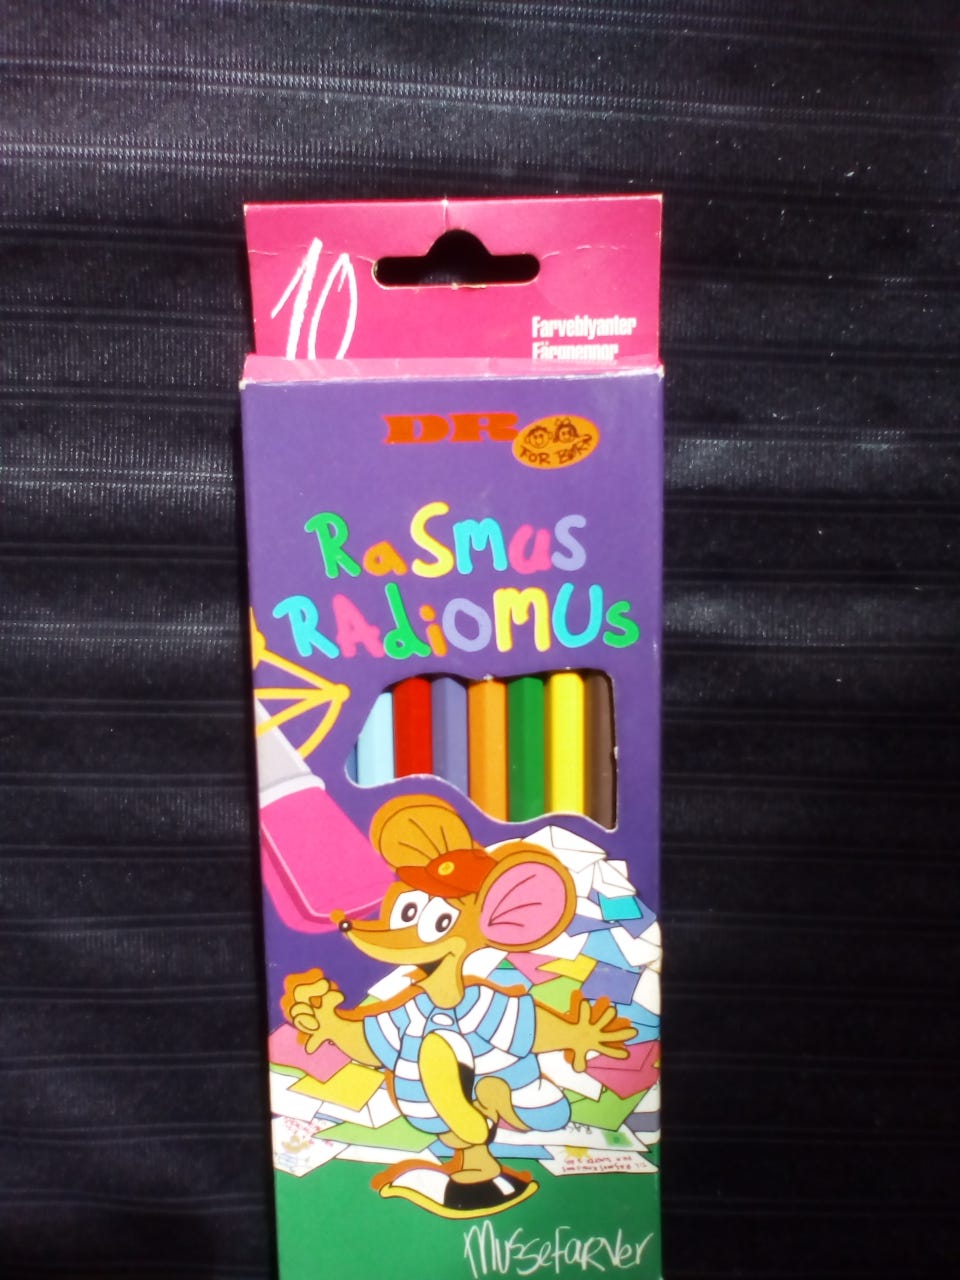 10
Farveblyanter
Färgpennor
DR
FOR BØRN
RaSMUS
RAdiOMUS
MusseFARVER